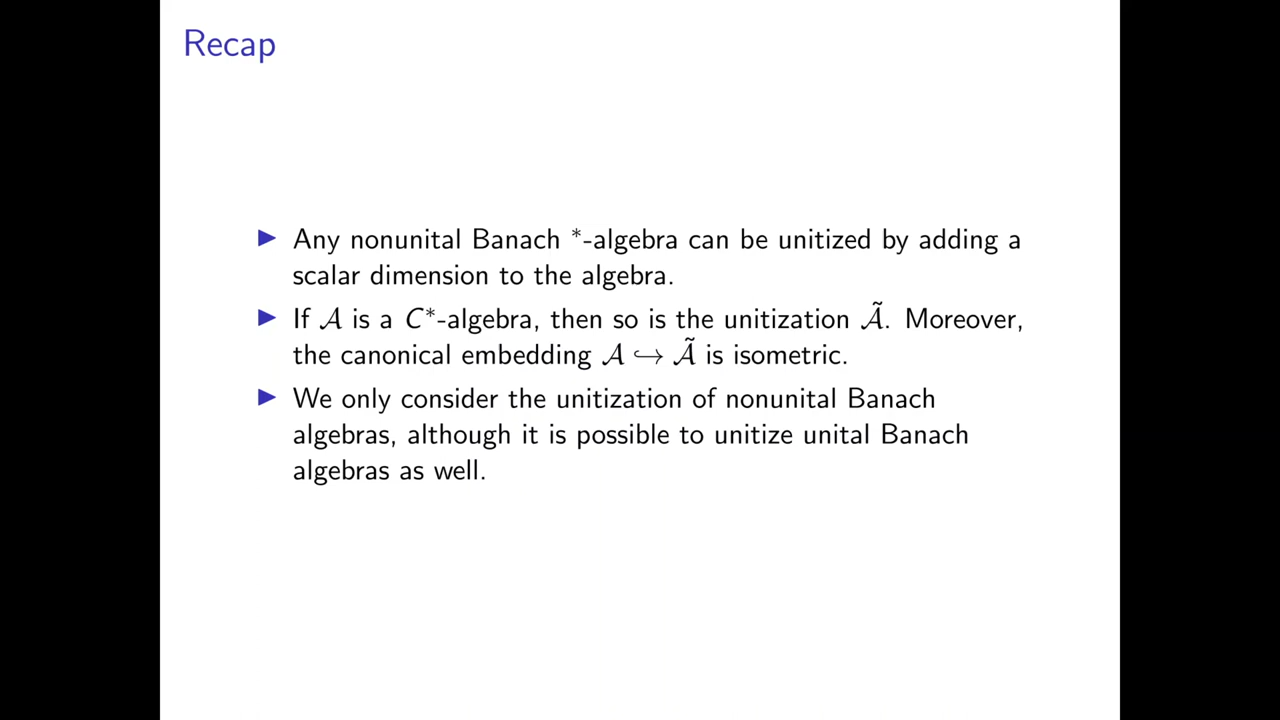 Recap
▶ Any nonunital Banach *-algebra can be unitized by adding a
scalar dimension to the algebra.
▶ If 𝒜 is a C*-algebra, then so is the unitization 𝒜̃. Moreover,
the canonical embedding 𝒜 ↪ 𝒜̃ is isometric.
▶ We only consider the unitization of nonunital Banach
algebras, although it is possible to unitize unital Banach
algebras as well.